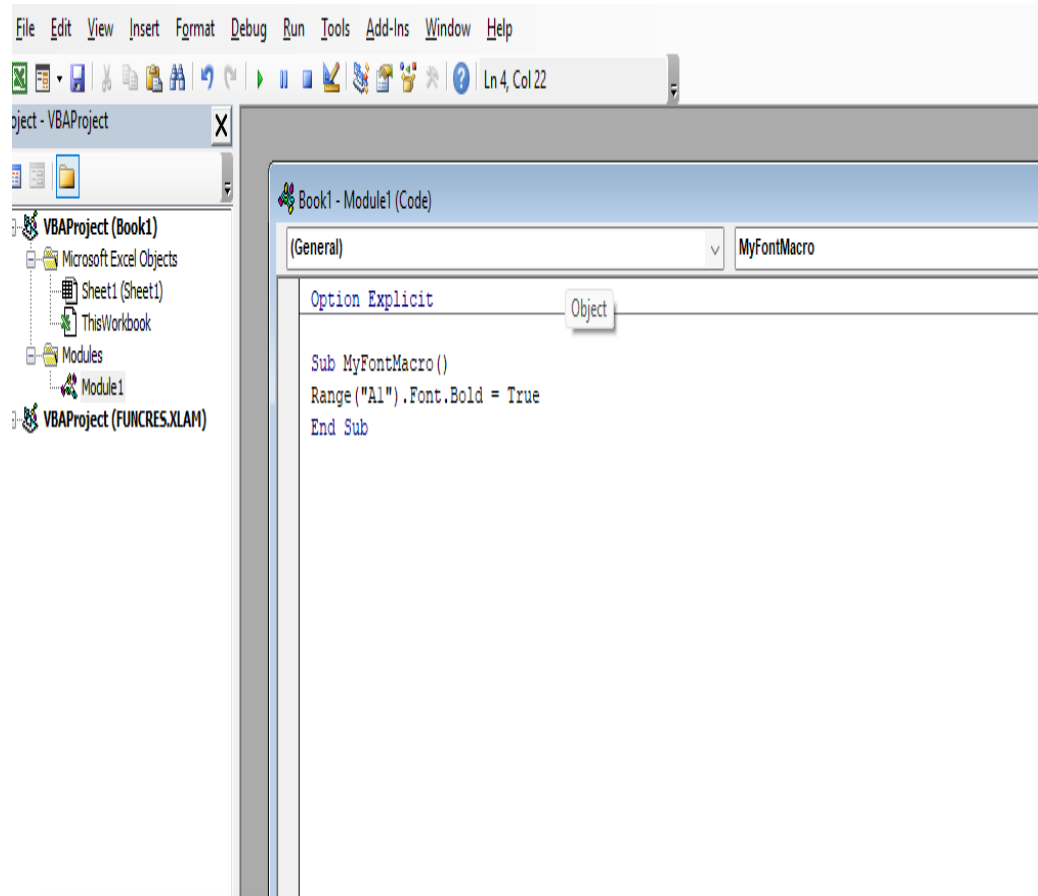 File Edit View Insert Format Debug Run Tools Add-Ins Window Help
Ln 4, Col 22
oject - VBAProject
X
VBAProject (Book1)
Microsoft Excel Objects
Sheet1 (Sheet1)
ThisWorkbook
Modules
Module1
VBAProject (FUNCRES.XLAM)
Book1 - Module1 (Code)
(General) MyFontMacro
Option Explicit
Object
Sub MyFontMacro()
Range("A1").Font.Bold = True
End Sub